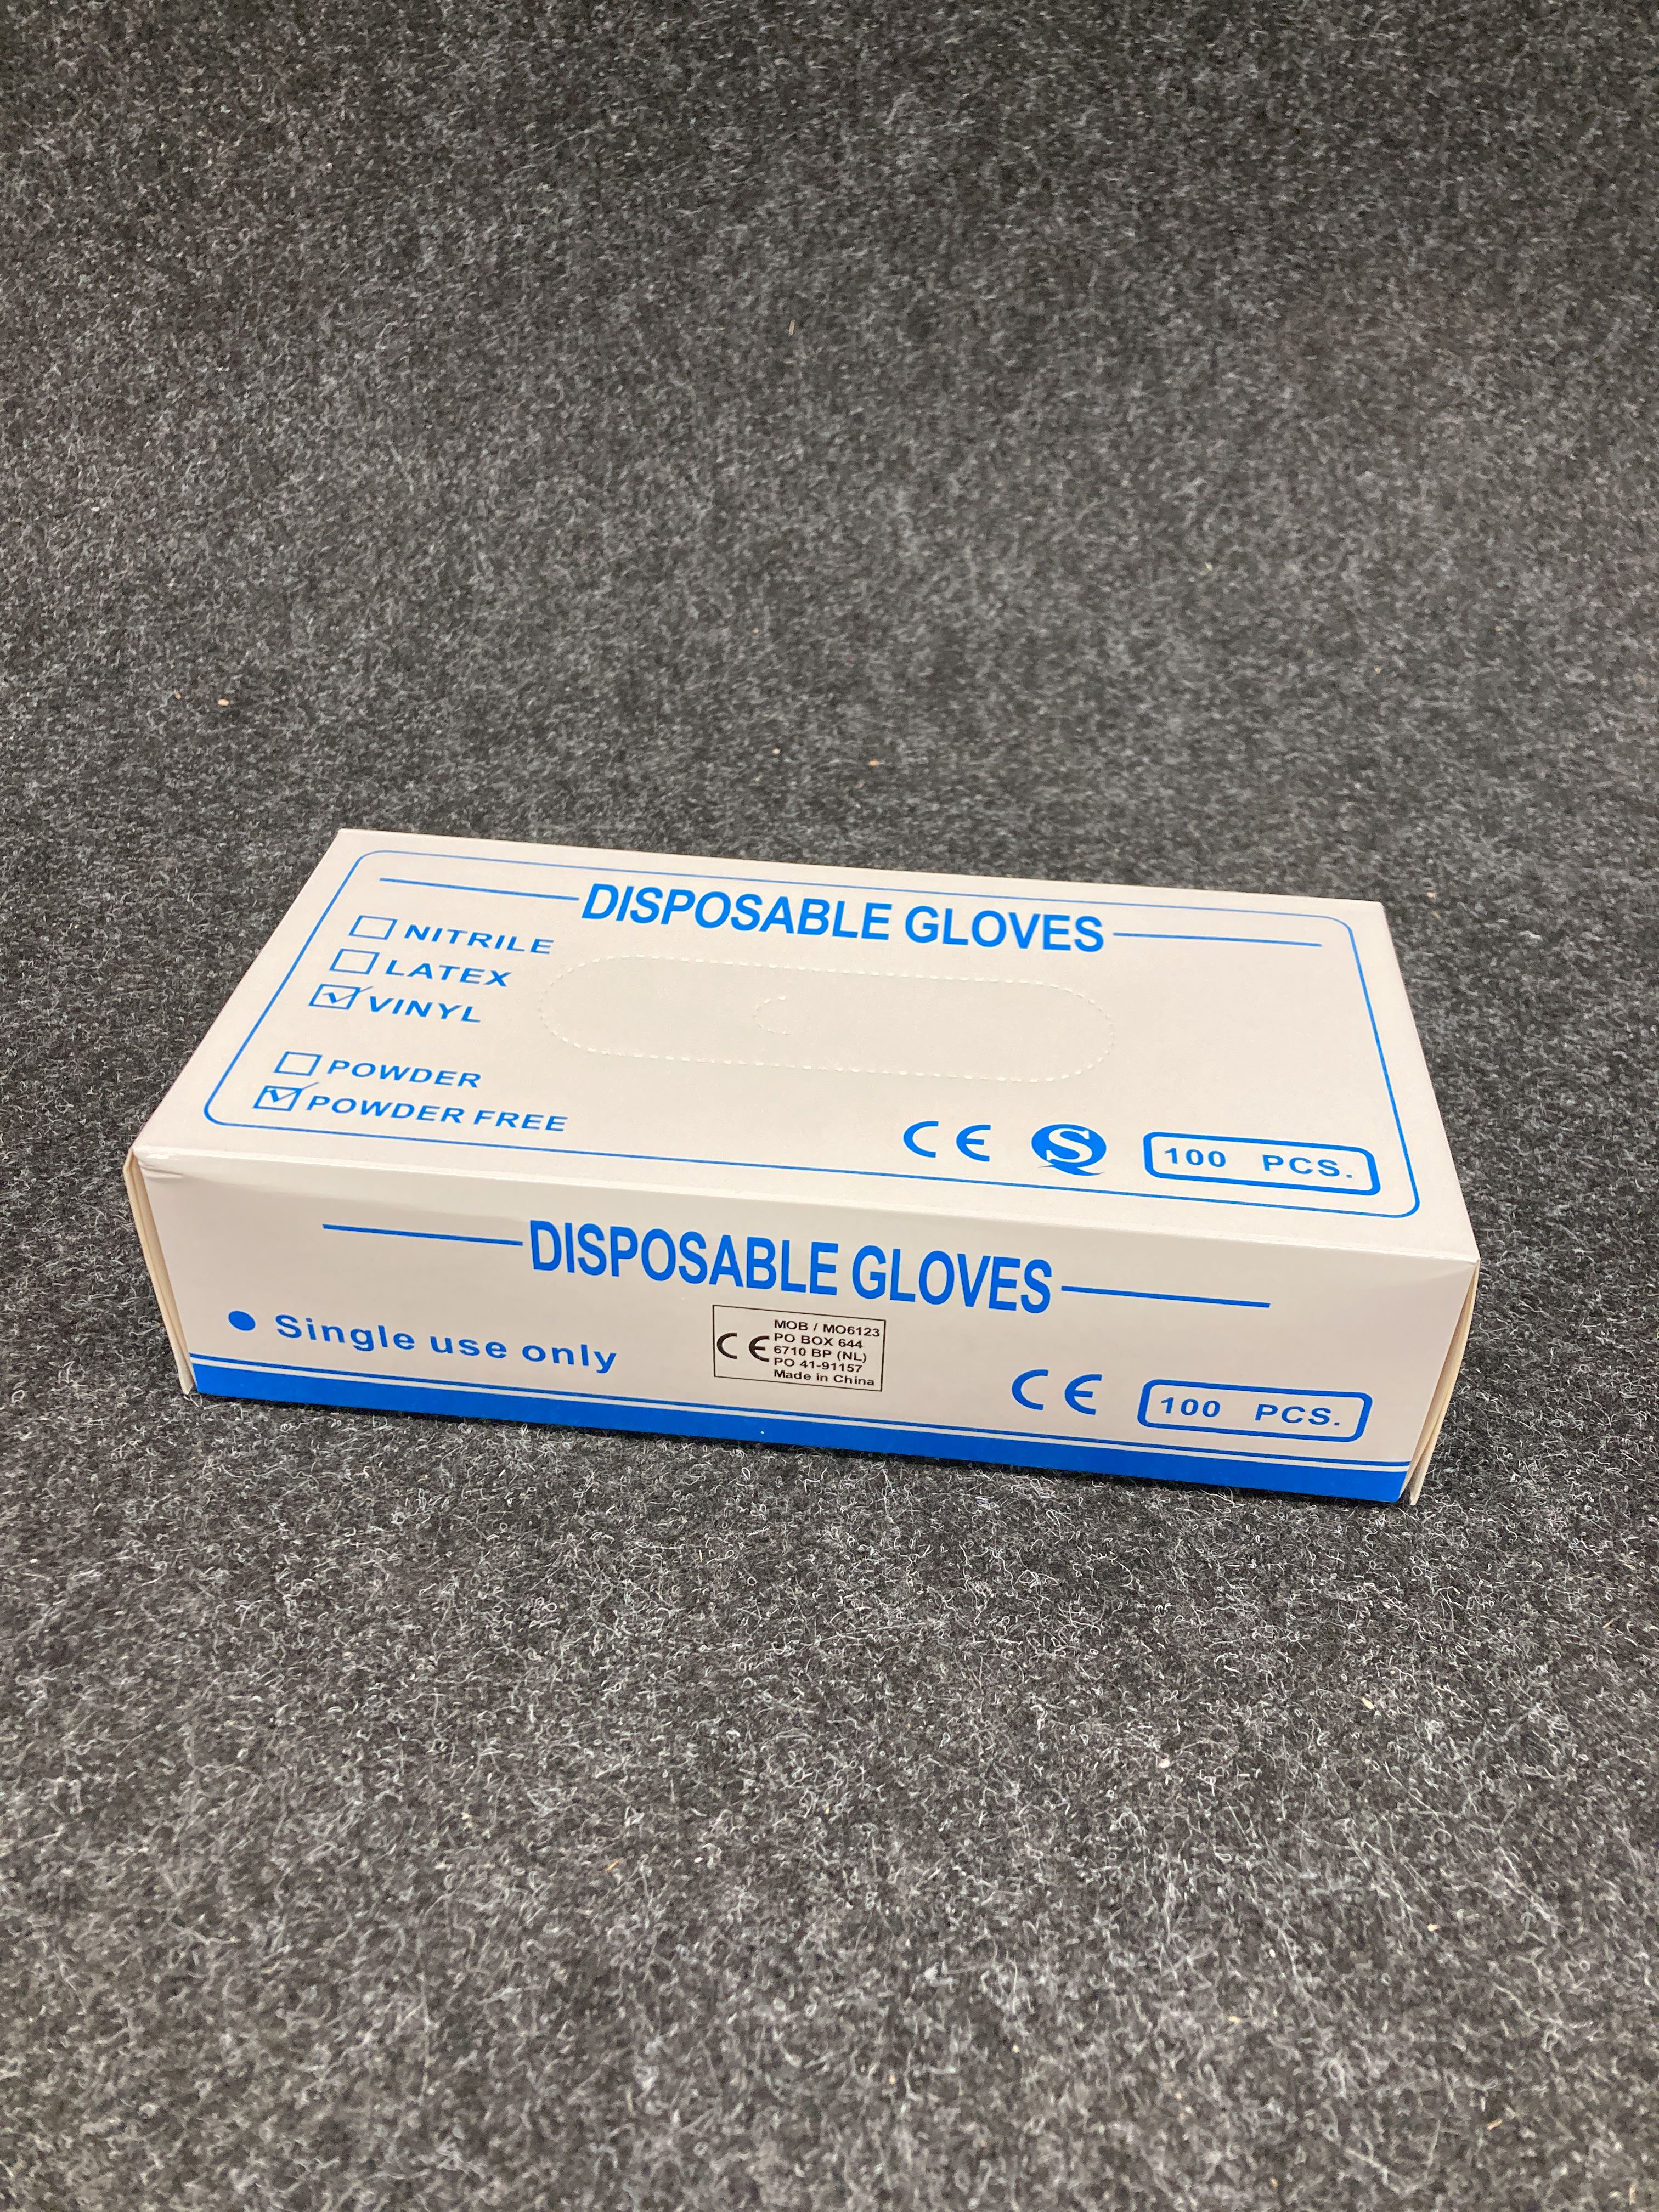 DISPOSABLE GLOVES
NITRILE
LATEX
VINYL
POWDER
POWDER FREE
CE
S
100 PCS.
DISPOSABLE GLOVES
Single use only
CE
MOB / MO6123
PO BOX 644
6710 BP (NL)
PO 41-91157
Made in China
CE
100 PCS.